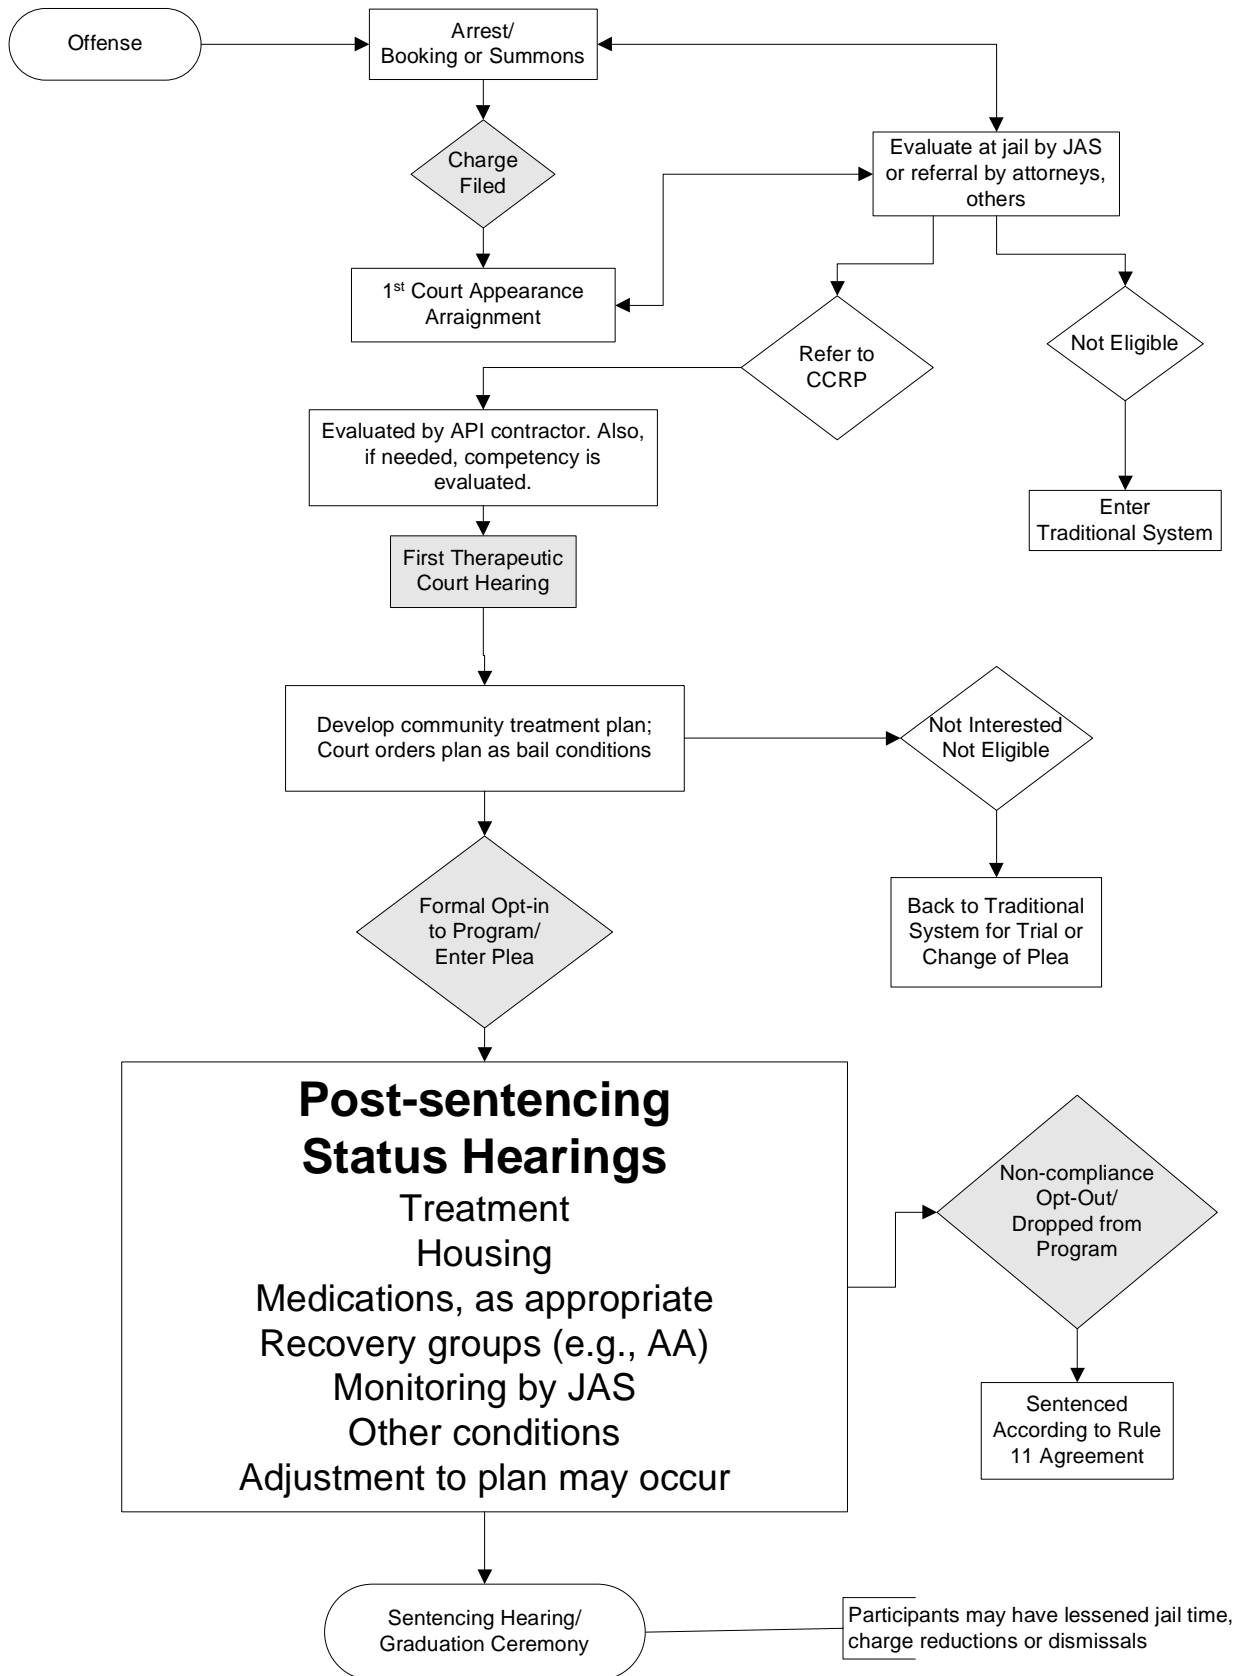 Offense
Arrest/
Booking or Summons
Charge
Filed
Evaluate at jail by JAS
or referral by attorneys,
others
1st Court Appearance
Arraignment
Refer to
CCRP
Not Eligible
Evaluated by API contractor. Also,
if needed, competency is
evaluated.
Enter
Traditional System
First Therapeutic
Court Hearing
Develop community treatment plan;
Court orders plan as bail conditions
Not Interested
Not Eligible
Formal Opt-in
to Program/
Enter Plea
Back to Traditional
System for Trial or
Change of Plea
Post-sentencing
Status Hearings
Treatment
Housing
Medications, as appropriate
Recovery groups (e.g., AA)
Monitoring by JAS
Other conditions
Adjustment to plan may occur
Non-compliance
Opt-Out/
Dropped from
Program
Sentenced
According to Rule
11 Agreement
Sentencing Hearing/
Graduation Ceremony
Participants may have lessened jail time,
charge reductions or dismissals